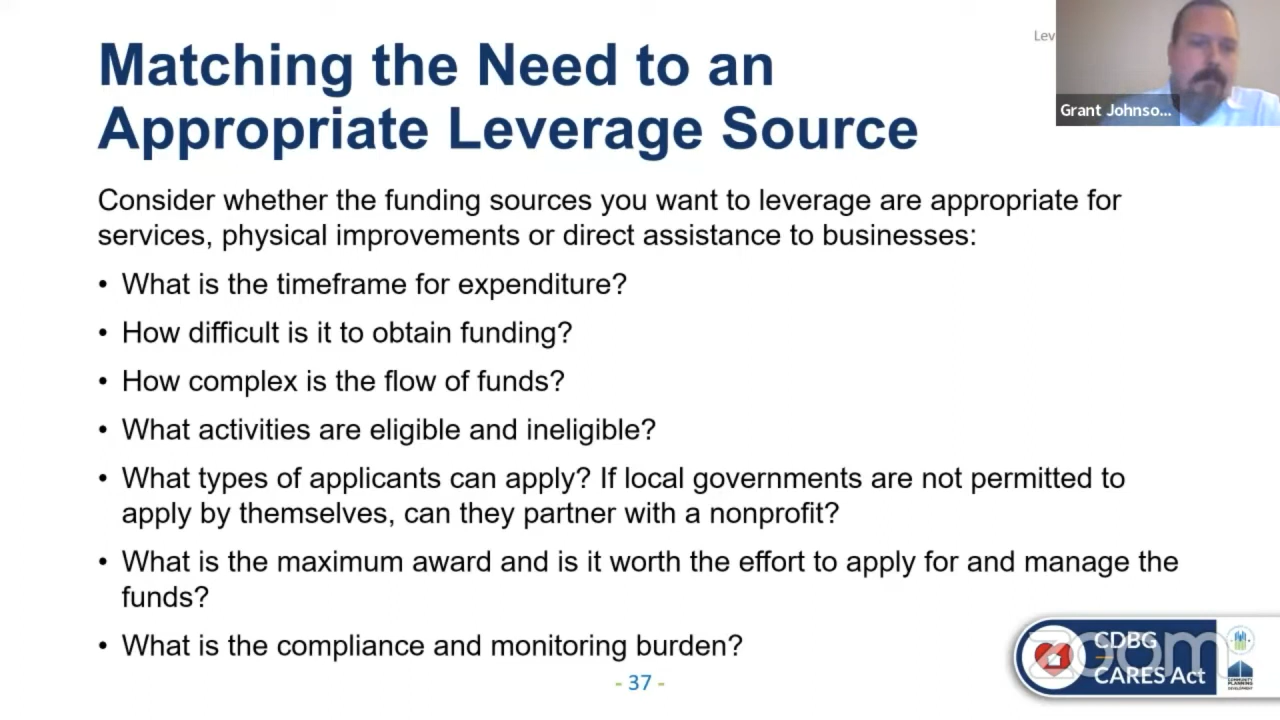 Matching the Need to an
Appropriate Leverage Source
Lev
Grant Johnso...
Consider whether the funding sources you want to leverage are appropriate for
services, physical improvements or direct assistance to businesses:
• What is the timeframe for expenditure?
• How difficult is it to obtain funding?
• How complex is the flow of funds?
• What activities are eligible and ineligible?
• What types of applicants can apply? If local governments are not permitted to
apply by themselves, can they partner with a nonprofit?
• What is the maximum award and is it worth the effort to apply for and manage the
funds?
• What is the compliance and monitoring burden?
- 37 -
zoom
CDBG
CARES Act
COMMUNITY
PLANNING
DEVELOPMENT